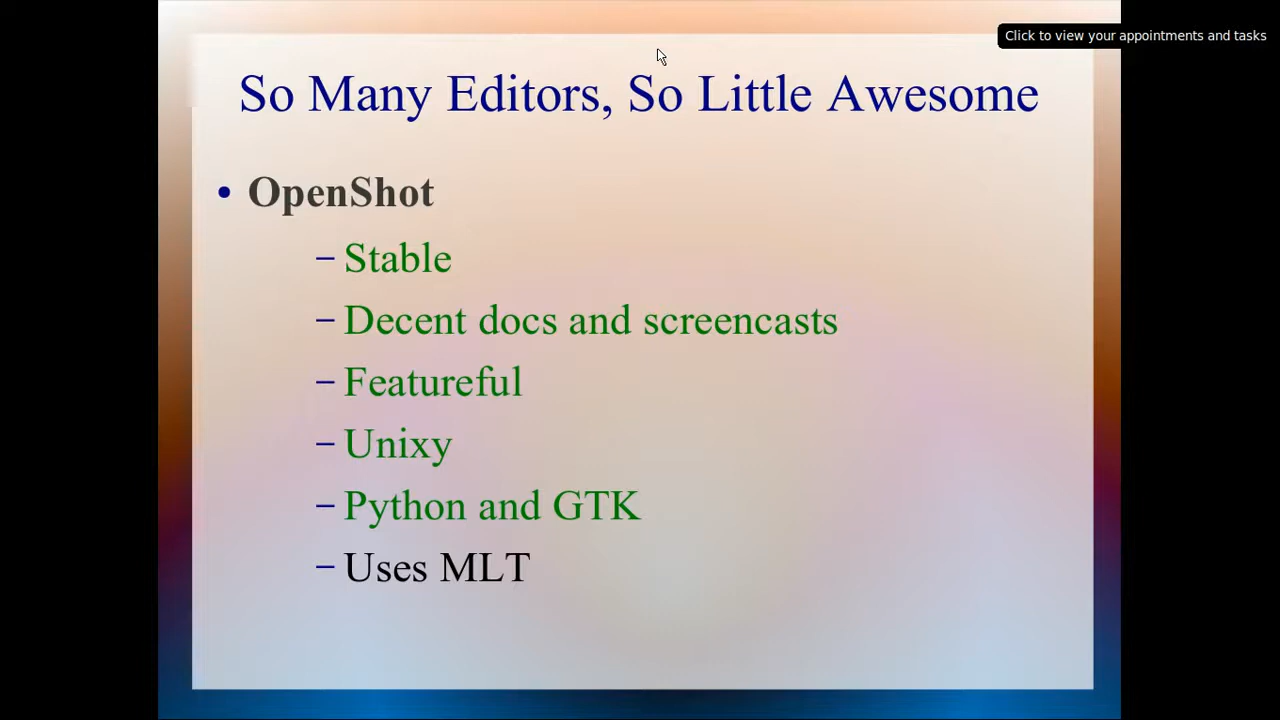 Click to view your appointments and tasks
So Many Editors, So Little Awesome
• OpenShot
– Stable
– Decent docs and screencasts
– Featureful
– Unixy
– Python and GTK
– Uses MLT